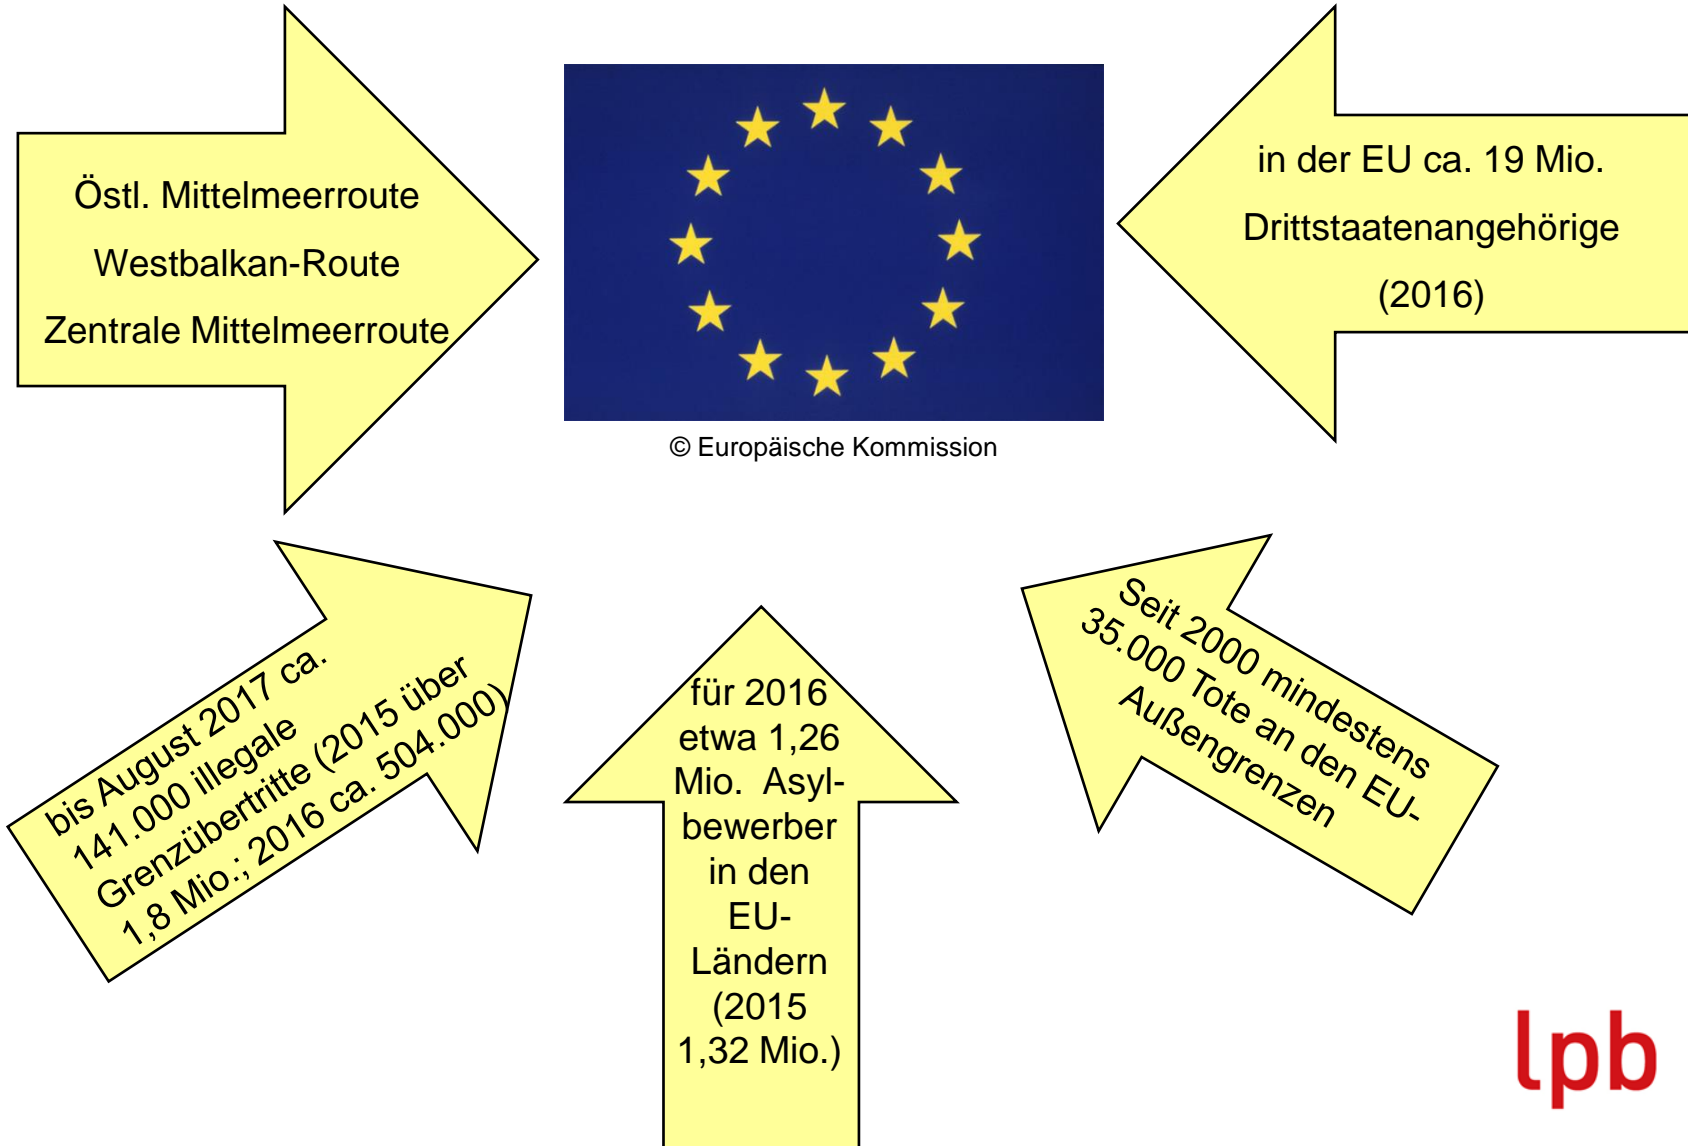 Östl. Mittelmeerroute
Westbalkan-Route
Zentrale Mittelmeerroute
© Europäische Kommission
in der EU ca. 19 Mio.
Drittstaatenangehörige
(2016)
bis August 2017 ca.
141.000 illegale
Grenzübertritte (2015 über
1,8 Mio.; 2016 ca. 504.000)
für 2016
etwa 1,26
Mio. Asyl-
bewerber
in den
EU-
Ländern
(2015
1,32 Mio.)
Seit 2000 mindestens
35.000 Tote an den EU-
Außengrenzen
lpb